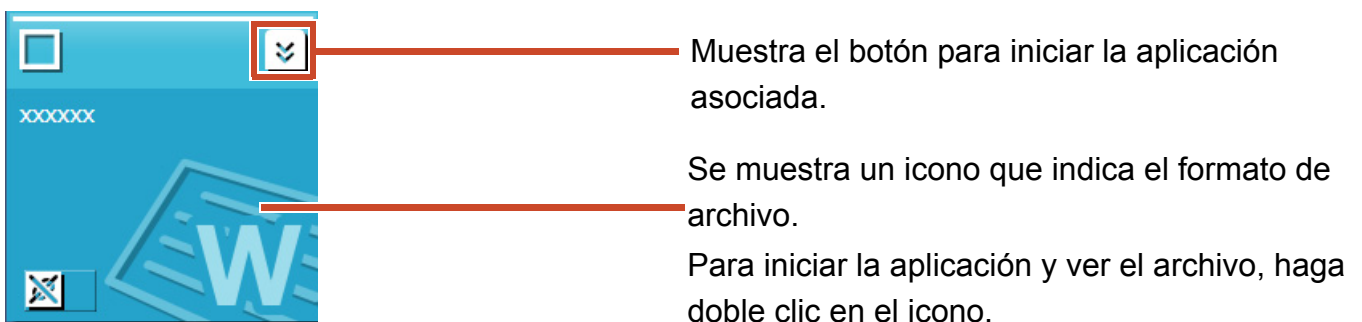 Muestra el botón para iniciar la aplicación
asociada.
xxxxxx
Se muestra un icono que indica el formato de
archivo.
Para iniciar la aplicación y ver el archivo, haga
doble clic en el icono.
W